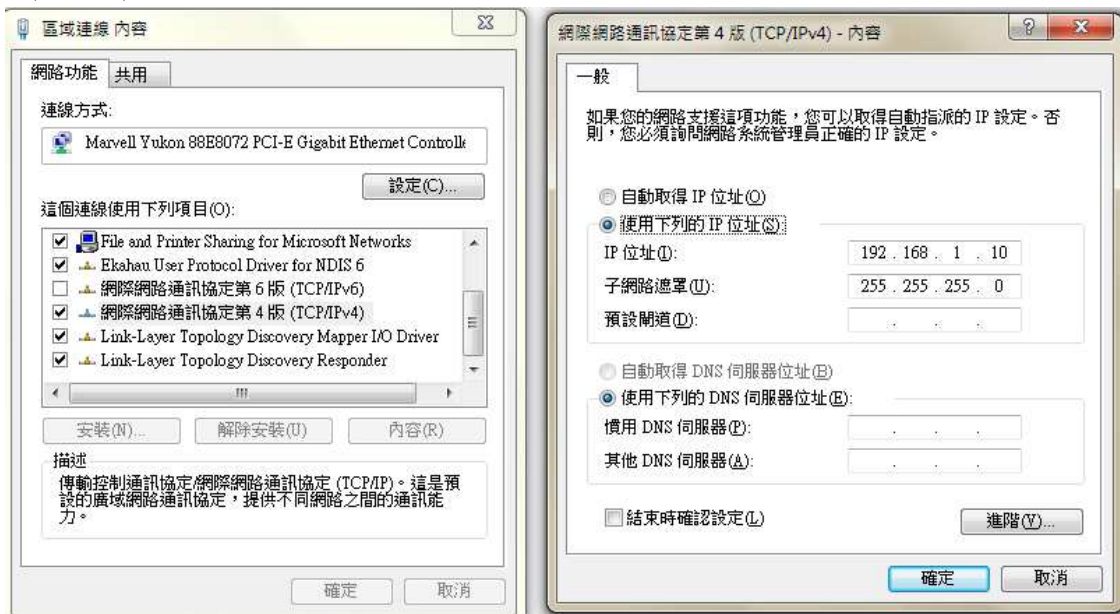 區域連線 內容
網路功能
共用
連線方式:
Marvell Yukon 88E8072 PCI-E Gigabit Ethernet Controlle
設定(C)...
這個連線使用下列項目(O):
File and Printer Sharing for Microsoft Networks
Ekahau User Protocol Driver for NDIS 6
網際網路通訊協定第 6 版 (TCP/IPv6)
網際網路通訊協定第 4 版 (TCP/IPv4)
Link-Layer Topology Discovery Mapper I/O Driver
Link-Layer Topology Discovery Responder
安裝(N)...
解除安裝(U)
內容(R)
描述
傳輸控制通訊協定/網際網路通訊協定 (TCP/IP)。這是預
設的廣域網路通訊協定，提供不同網路之間的通訊能
力。
確定
取消
網際網路通訊協定第 4 版 (TCP/IPv4) - 內容
一般
如果您的網路支援這項功能，您可以取得自動指派的 IP 設定。否
則，您必須詢問網路系統管理員正確的 IP 設定。
自動取得 IP 位址(O)
使用下列的 IP 位址(S):
IP 位址(I): 192 . 168 . 1 . 10
子網路遮罩(U): 255 . 255 . 255 . 0
預設閘道(D): . . .
自動取得 DNS 伺服器位址(B)
使用下列的 DNS 伺服器位址(E):
慣用 DNS 伺服器(P): . . .
其他 DNS 伺服器(A): . . .
結束時確認設定(L)
進階(V)...
確定
取消